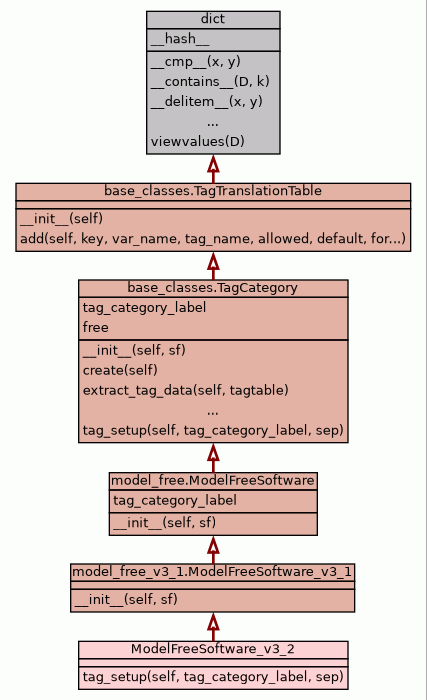 dict
__hash__
__cmp__(x, y)
__contains__(D, k)
__delitem__(x, y)
...
viewvalues(D)
base_classes.TagTranslationTable
__init__(self)
add(self, key, var_name, tag_name, allowed, default, for...)
base_classes.TagCategory
tag_category_label
free
__init__(self, sf)
create(self)
extract_tag_data(self, tagtable)
...
tag_setup(self, tag_category_label, sep)
model_free.ModelFreeSoftware
tag_category_label
__init__(self, sf)
model_free_v3_1.ModelFreeSoftware_v3_1
__init__(self, sf)
ModelFreeSoftware_v3_2
tag_setup(self, tag_category_label, sep)